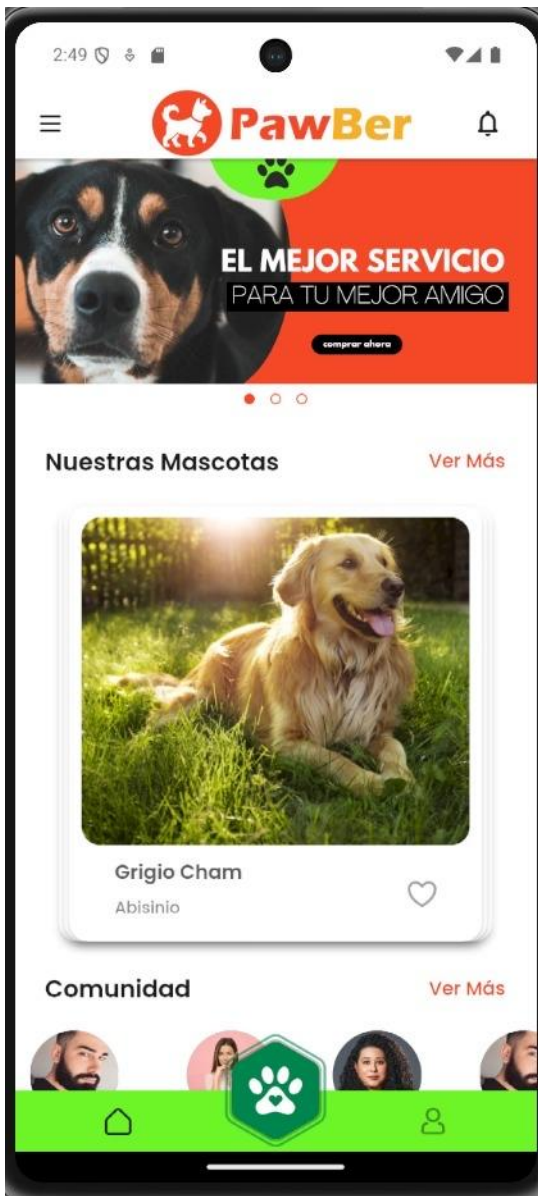 2:49
PawBer
EL MEJOR SERVICIO
PARA TU MEJOR AMIGO
comprar ahora
Nuestras Mascotas
Ver Más
Grigio Cham
Abisinio
Comunidad
Ver Más